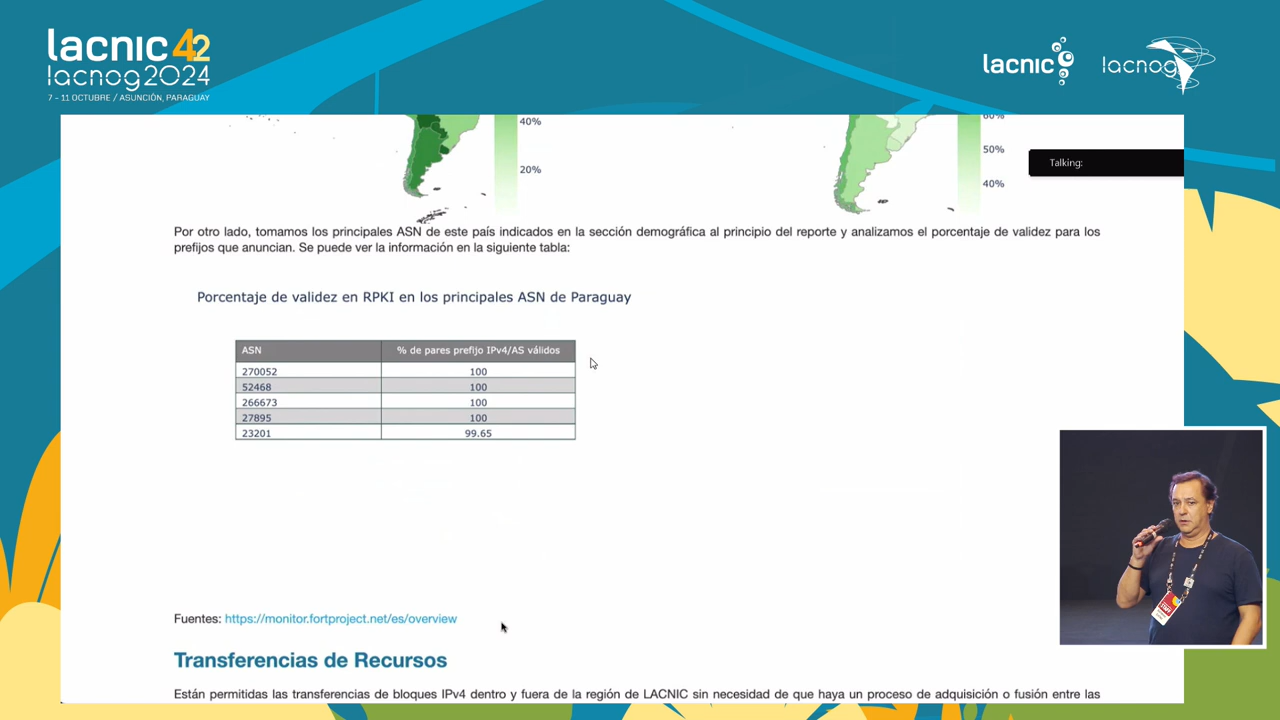 lacnic 42
lacnog2024
7 - 11 OCTUBRE / ASUNCIÓN, PARAGUAY
lacnic
lacnog
40%
20%
60%
50%
40%
Talking:
Por otro lado, tomamos los principales ASN de este país indicados en la sección demográfica al principio del reporte y analizamos el porcentaje de validez para los
prefijos que anuncian. Se puede ver la información en la siguiente tabla:
Porcentaje de validez en RPKI en los principales ASN de Paraguay
ASN % de pares prefijo IPv4/AS válidos
270052 100
52468 100
266673 100
27895 100
23201 99.65
Fuentes: https://monitor.fortproject.net/es/overview
Transferencias de Recursos
Están permitidas las transferencias de bloques IPv4 dentro y fuera de la región de LACNIC sin necesidad de que haya un proceso de adquisición o fusión entre las
STAFF